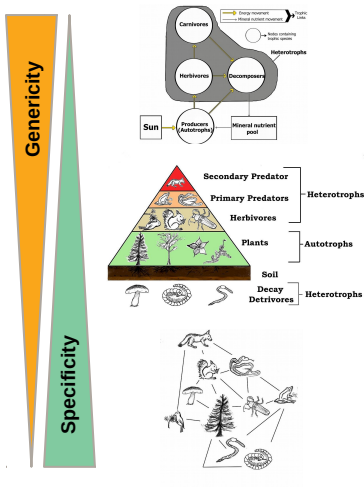 Genericity
Specificity
Energy movement
Mineral nutrient movement
Trophic
Links
Nodes containing
trophic species
Carnivores
Heterotrophs
Herbivores
Decomposers
Sun
Producers
(Autotrophs)
Mineral nutrient
pool
Secondary Predator
Primary Predators
Heterotrophs
Herbivores
Plants
Autotrophs
Soil
Decay
Detrivores
Heterotrophs